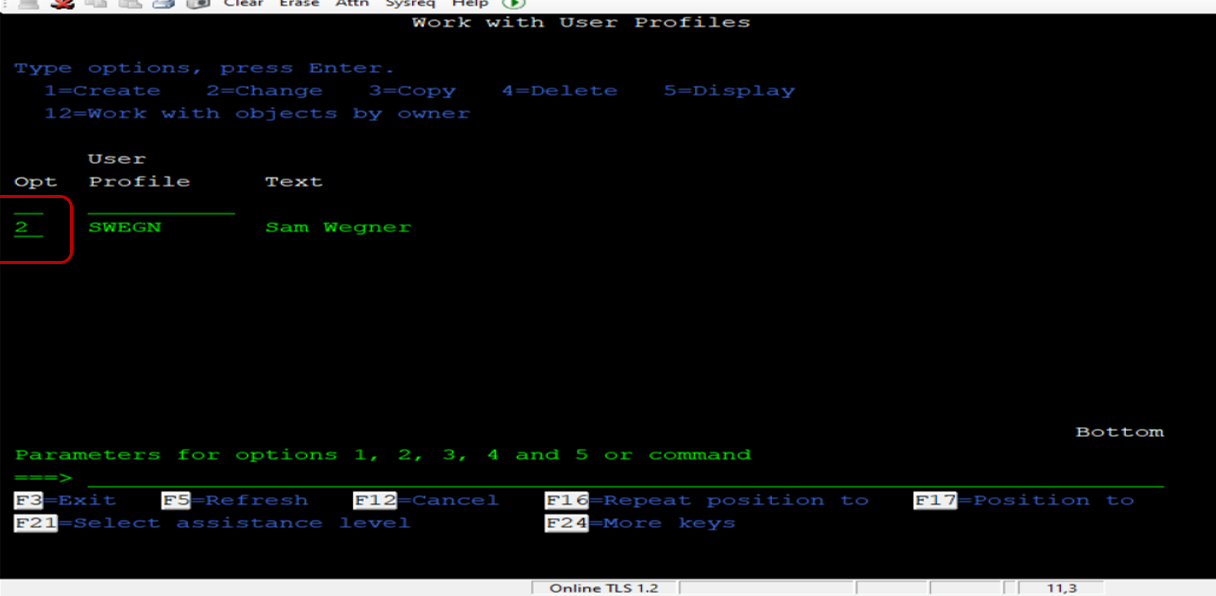 Clear Erase Attn Sysreq Help
Work with User Profiles
Type options, press Enter.
1=Create 2=Change 3=Copy 4=Delete 5=Display
12=Work with objects by owner
User
Opt Profile Text
2 SWEGN Sam Wegner
Bottom
Parameters for options 1, 2, 3, 4 and 5 or command
===>
F3=Exit F5=Refresh F12=Cancel F16=Repeat position to F17=Position to
F21=Select assistance level F24=More keys
Online TLS 1.2 11,3